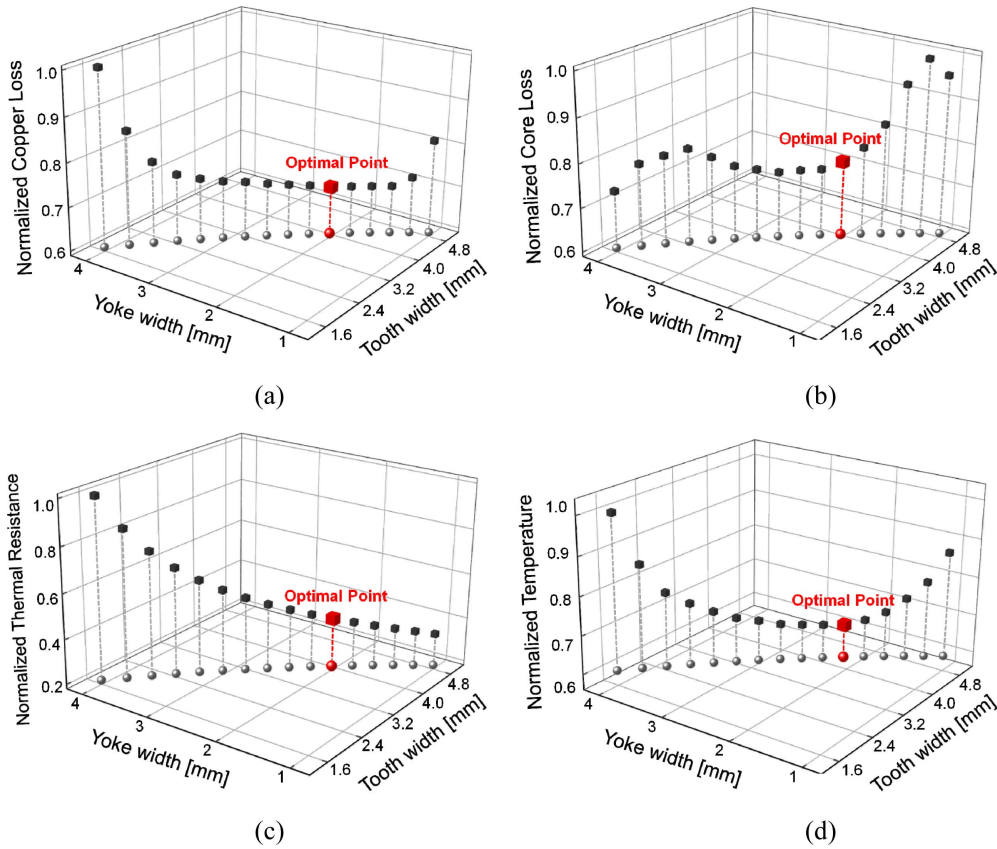 1.0
0.9
0.8
0.7
0.6
Normalized Copper Loss
Optimal Point
4
3
2
1
Yoke width [mm]
1.6
2.4
3.2
4.0
4.8
Tooth width [mm]
(a)
1.0
0.9
0.8
0.7
0.6
Normalized Core Loss
Optimal Point
4
3
2
1
Yoke width [mm]
1.6
2.4
3.2
4.0
4.8
Tooth width [mm]
(b)
1.0
0.8
0.6
0.4
0.2
Normalized Thermal Resistance
Optimal Point
4
3
2
1
Yoke width [mm]
1.6
2.4
3.2
4.0
4.8
Tooth width [mm]
(c)
1.0
0.9
0.8
0.7
0.6
Normalized Temperature
Optimal Point
4
3
2
1
Yoke width [mm]
1.6
2.4
3.2
4.0
4.8
Tooth width [mm]
(d)